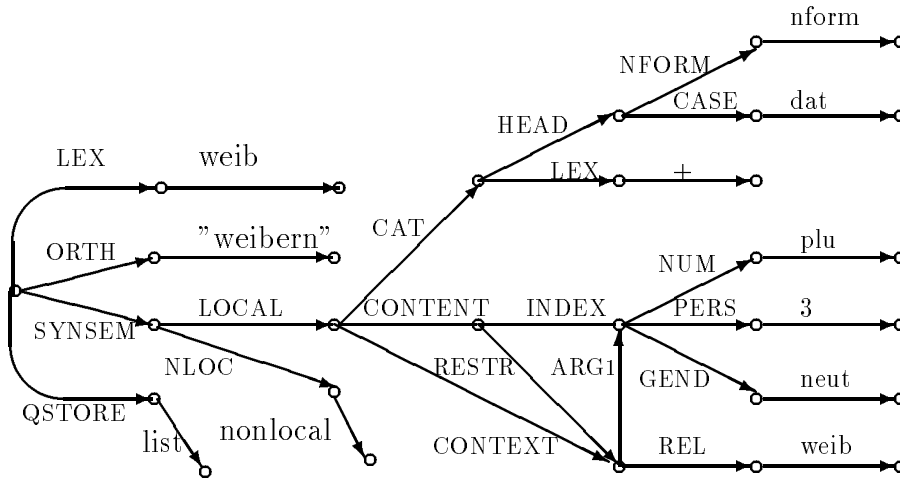 nform
NFORM
CASE dat
HEAD
LEX weib
LEX +
CAT
ORTH "weibern" plu
NUM
LOCAL CONTENT INDEX PERS 3
SYNSEM
NLOC RESTR ARG1 GEND
neut
QSTORE
list nonlocal CONTEXT REL weib